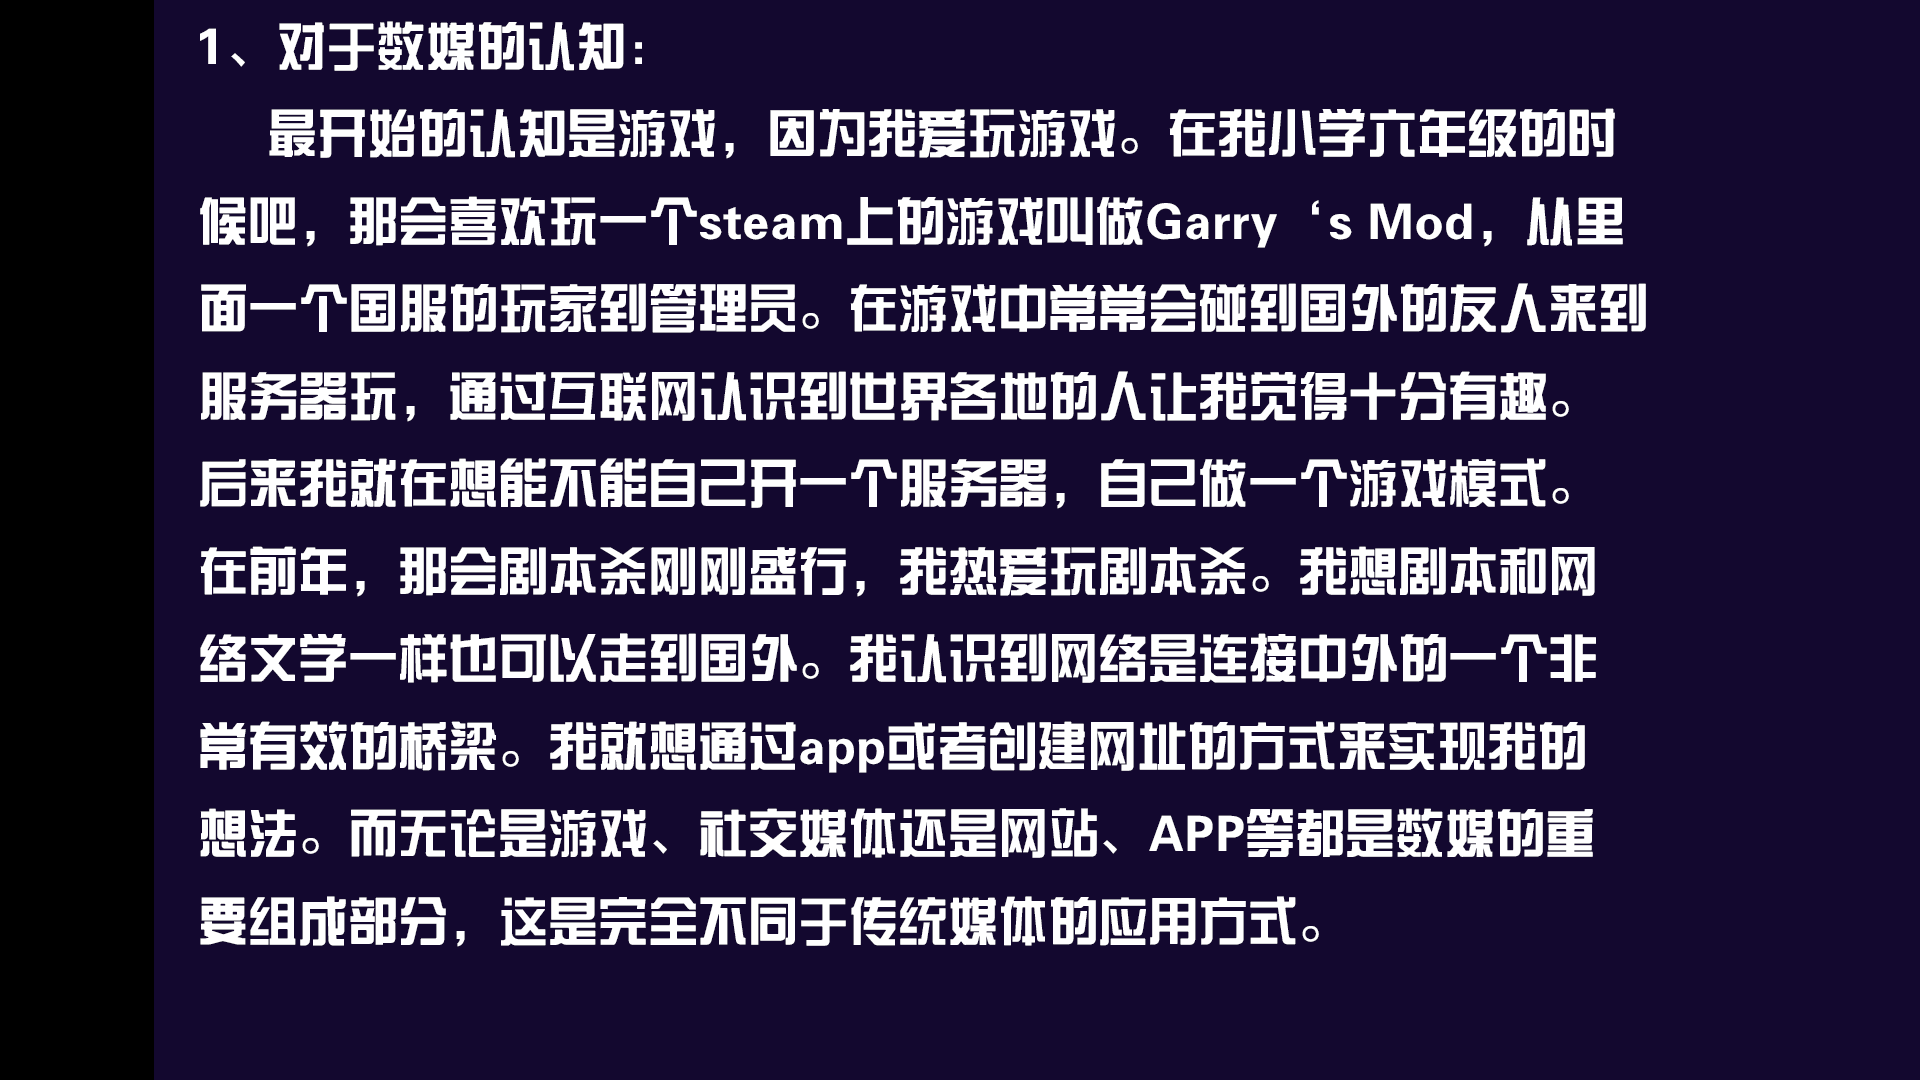 1、对于数媒的认知：
最开始的认知是游戏，因为我爱玩游戏。在我小学六年级的时
候吧，那会喜欢玩一个steam上的游戏叫做Garry‘s Mod，从里
面一个国服的玩家到管理员。在游戏中常常会碰到国外的友人来到
服务器玩，通过互联网认识到世界各地的人让我觉得十分有趣。
后来我就在想能不能自己开一个服务器，自己做一个游戏模式。
在前年，那会剧本杀刚刚盛行，我热爱玩剧本杀。我想剧本和网
络文学一样也可以走到国外。我认识到网络是连接中外的一个非
常有效的桥梁。我就想通过app或者创建网址的方式来实现我的
想法。而无论是游戏、社交媒体还是网站、APP等都是数媒的重
要组成部分，这是完全不同于传统媒体的应用方式。